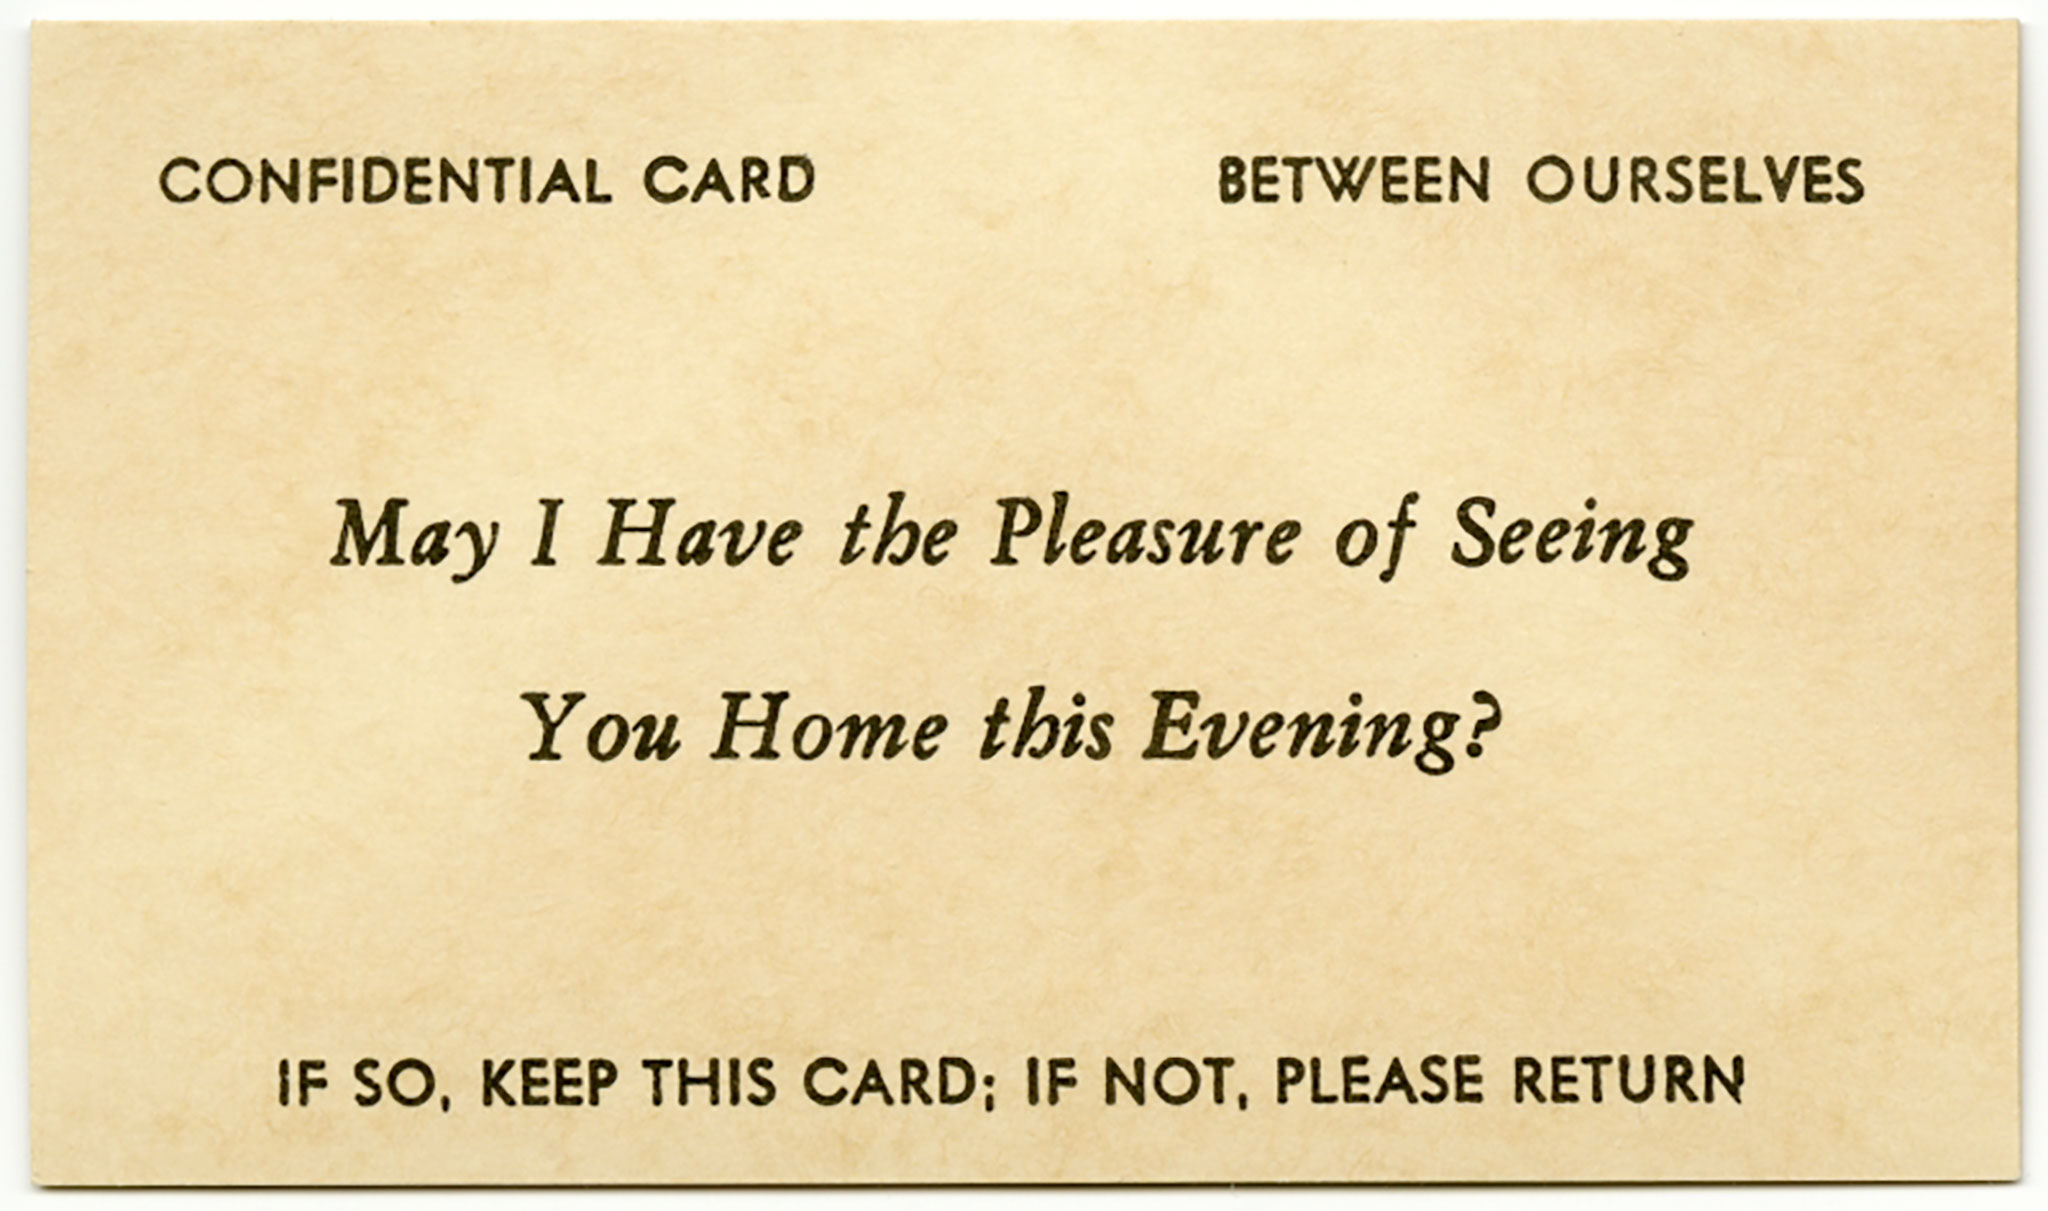 CONFIDENTIAL CARD BETWEEN OURSELVES
May I Have the Pleasure of Seeing
You Home this Evening?
IF SO, KEEP THIS CARD; IF NOT, PLEASE RETURN